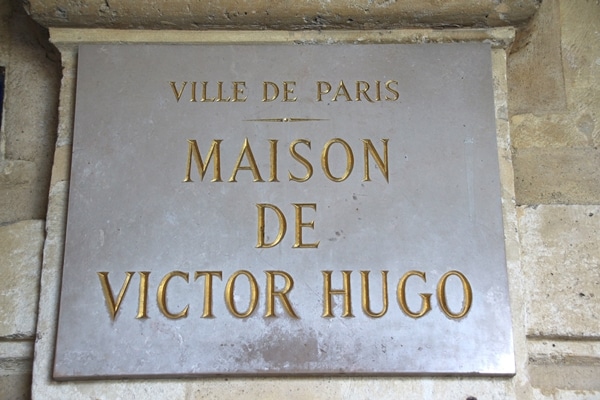 VILLE DE PARIS
MAISON
DE
VICTOR HUGO